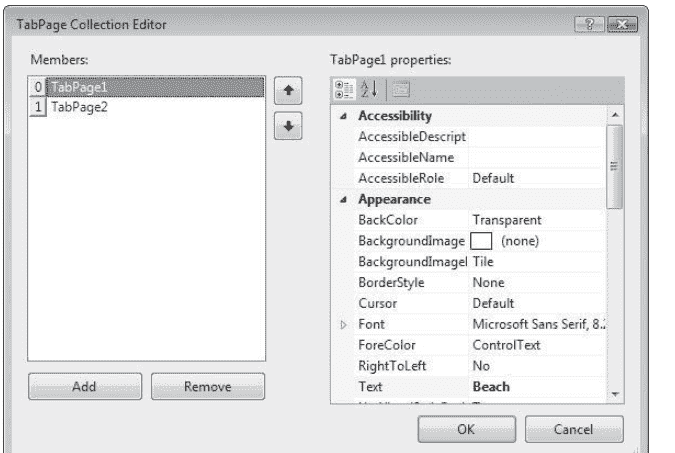 TabPage Collection Editor
Members:
0 TabPage1
1 TabPage2
Add
Remove
TabPage1 properties:
Accessibility
AccessibleDescript
AccessibleName
AccessibleRole Default
Appearance
BackColor Transparent
BackgroundImage (none)
BackgroundImagel Tile
BorderStyle None
Cursor Default
Font Microsoft Sans Serif, 8.2
ForeColor ControlText
RightToLeft No
Text Beach
OK
Cancel